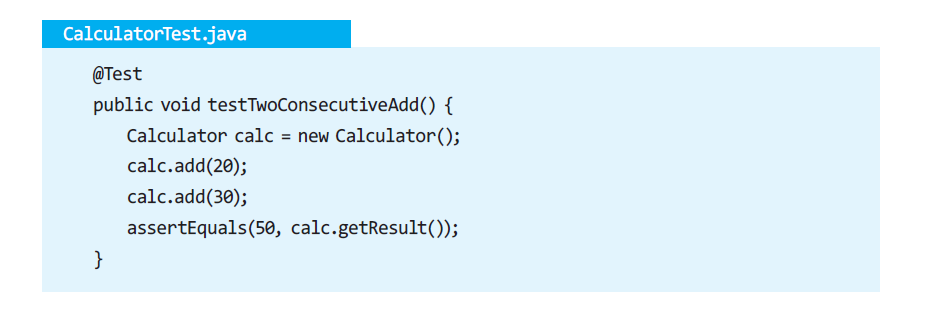 CalculatorTest.java
@Test
public void testTwoConsecutiveAdd() {
Calculator calc = new Calculator();
calc.add(20);
calc.add(30);
assertEquals(50, calc.getResult());
}